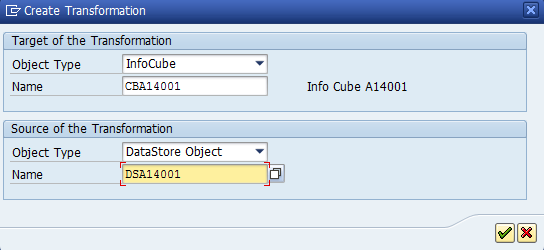 Create Transformation
Target of the Transformation
Object Type InfoCube
Name CBA14001 Info Cube A14001
Source of the Transformation
Object Type DataStore Object
Name DSA14001